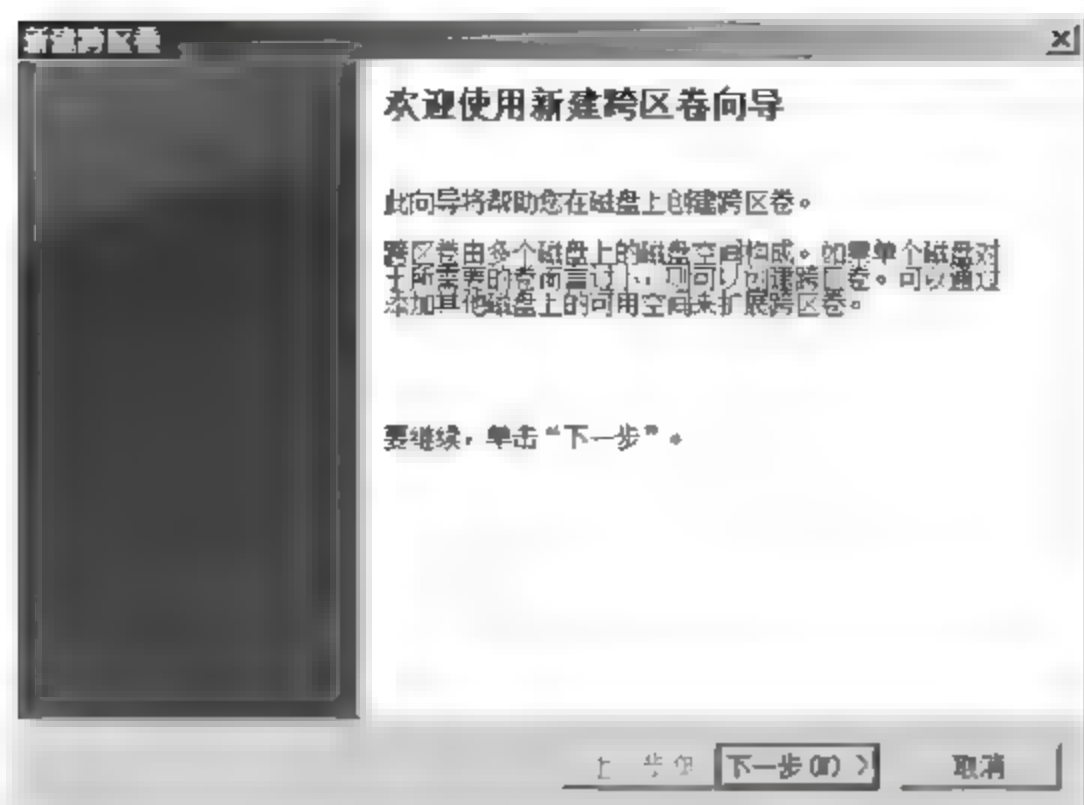 新建跨区卷
欢迎使用新建跨区卷向导
此向导将帮助您在磁盘上创建跨区卷。
跨区卷由多个磁盘上的磁盘空间构成。如果单个磁盘对
于所需要的卷而言过小，则可以创建跨区卷。可以通过
添加其他磁盘上的可用空间来扩展跨区卷。
要继续，单击“下一步”。
上一步(B) 下一步(N) > 取消